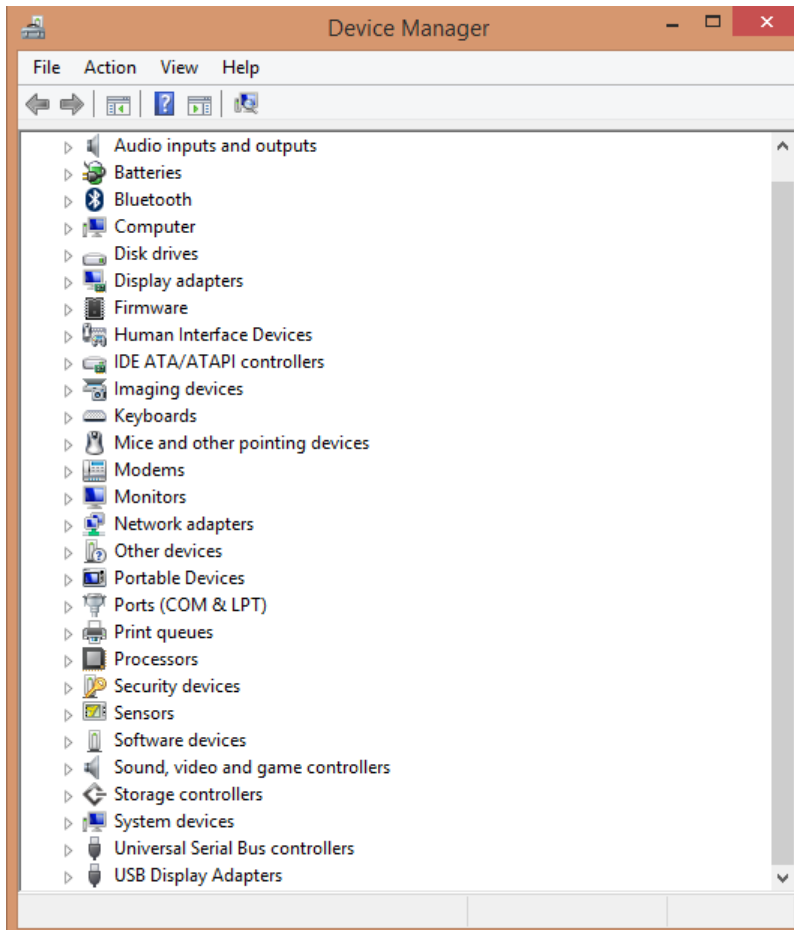 Device Manager
File Action View Help
Audio inputs and outputs
Batteries
Bluetooth
Computer
Disk drives
Display adapters
Firmware
Human Interface Devices
IDE ATA/ATAPI controllers
Imaging devices
Keyboards
Mice and other pointing devices
Modems
Monitors
Network adapters
Other devices
Portable Devices
Ports (COM & LPT)
Print queues
Processors
Security devices
Sensors
Software devices
Sound, video and game controllers
Storage controllers
System devices
Universal Serial Bus controllers
USB Display Adapters